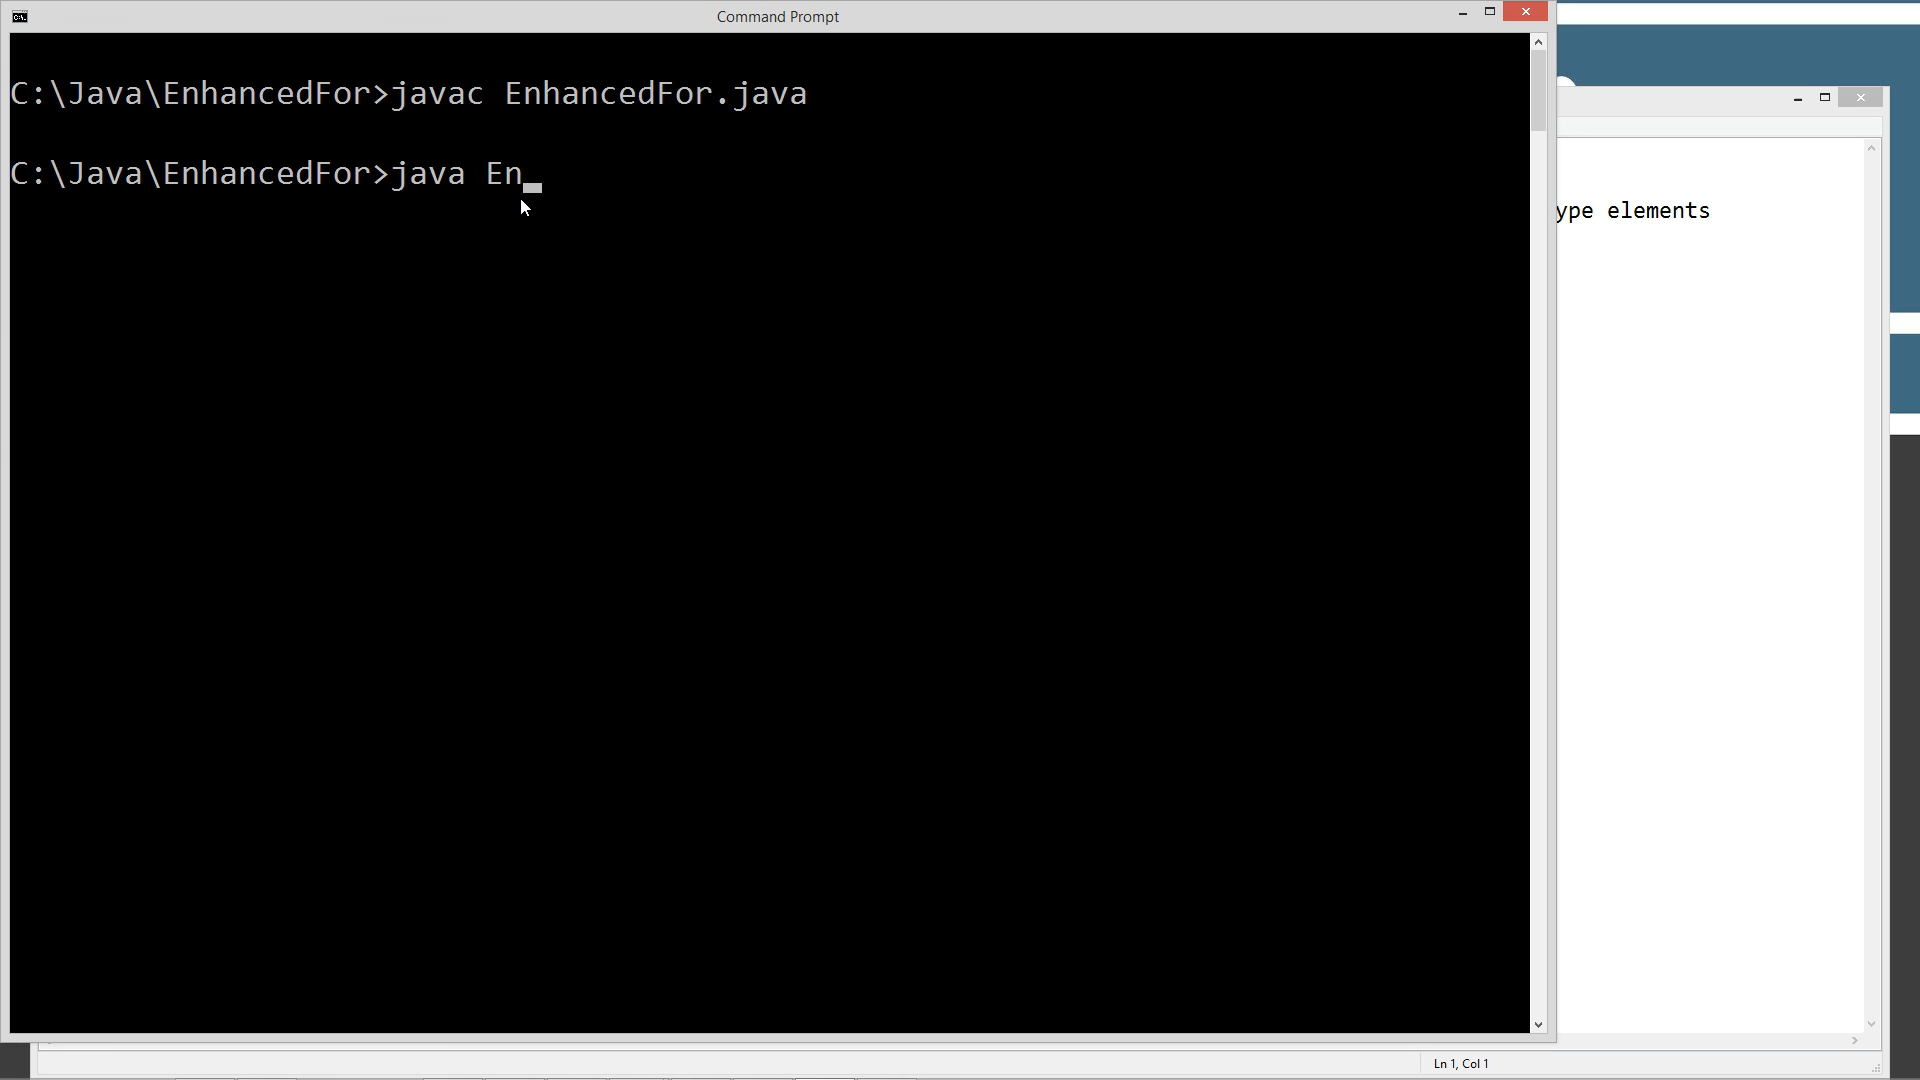 Command Prompt
C:\Java\EnhancedFor>javac EnhancedFor.java
C:\Java\EnhancedFor>java En
ype elements
Ln 1, Col 1